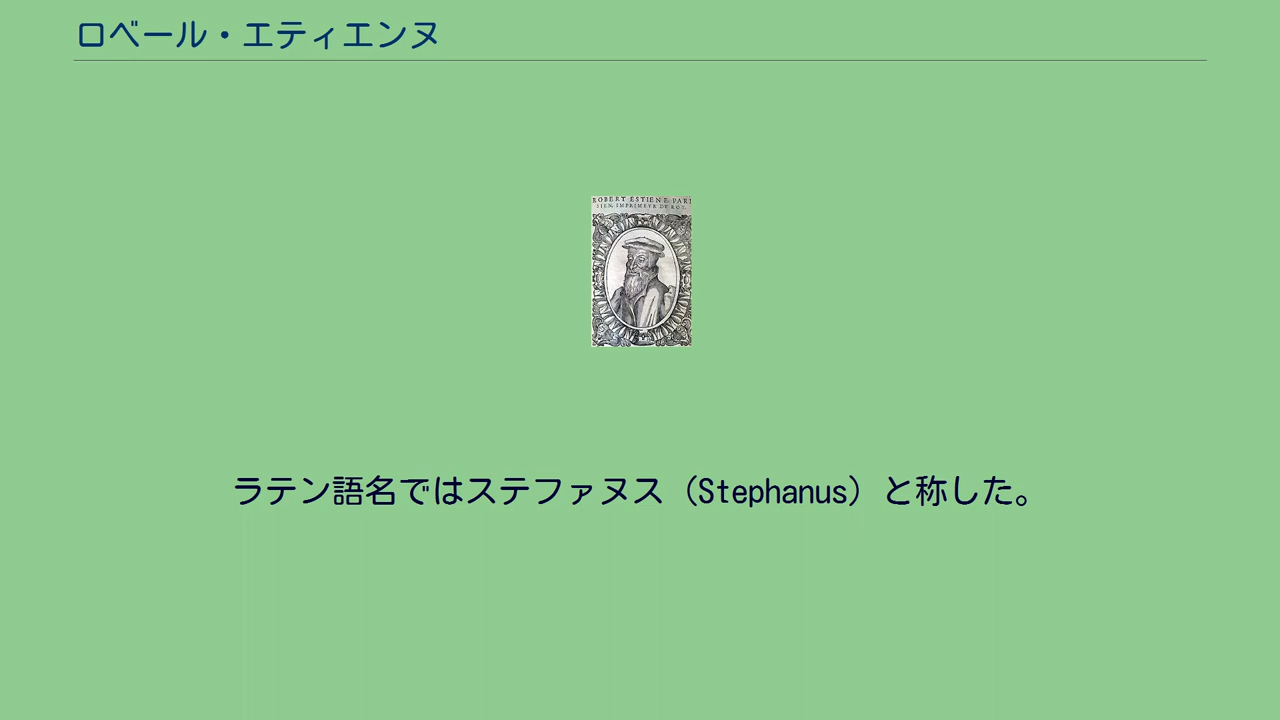 ロベール・エティエンヌ
ROBERT ESTIENE PARI
SIEN, IMPRIMEVR DV ROY.
ラテン語名ではステファヌス（Stephanus）と称した。